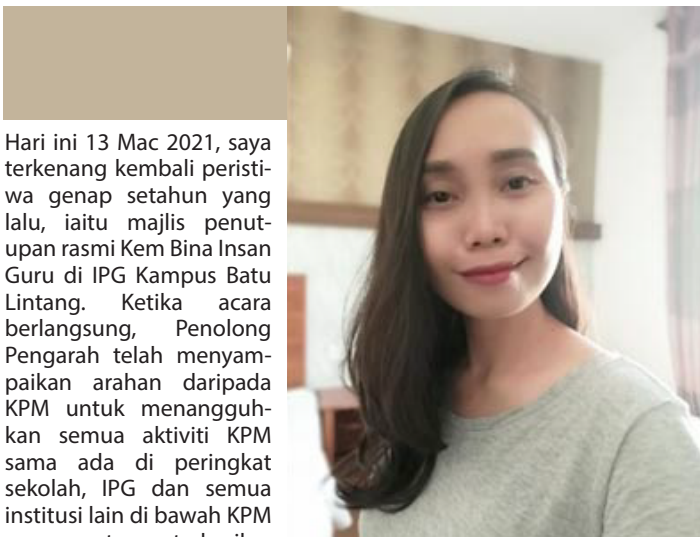 Hari ini 13 Mac 2021, saya
terkenang kembali peristi-
wa genap setahun yang
lalu, iaitu majlis penut-
upan rasmi Kem Bina Insan
Guru di IPG Kampus Batu
Lintang. Ketika acara
berlangsung, Penolong
Pengarah telah menyam-
paikan arahan daripada
KPM untuk menangguh-
kan semua aktiviti KPM
sama ada di peringkat
sekolah, IPG dan semua
institusi lain di bawah KPM